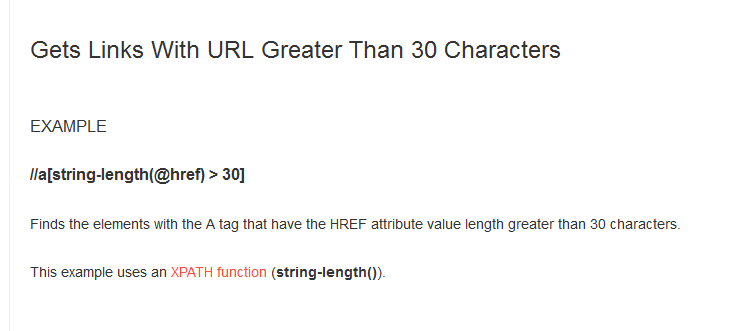 Gets Links With URL Greater Than 30 Characters
EXAMPLE
//a[string-length(@href) > 30]
Finds the elements with the A tag that have the HREF attribute value length greater than 30 characters.
This example uses an XPATH function (string-length()).